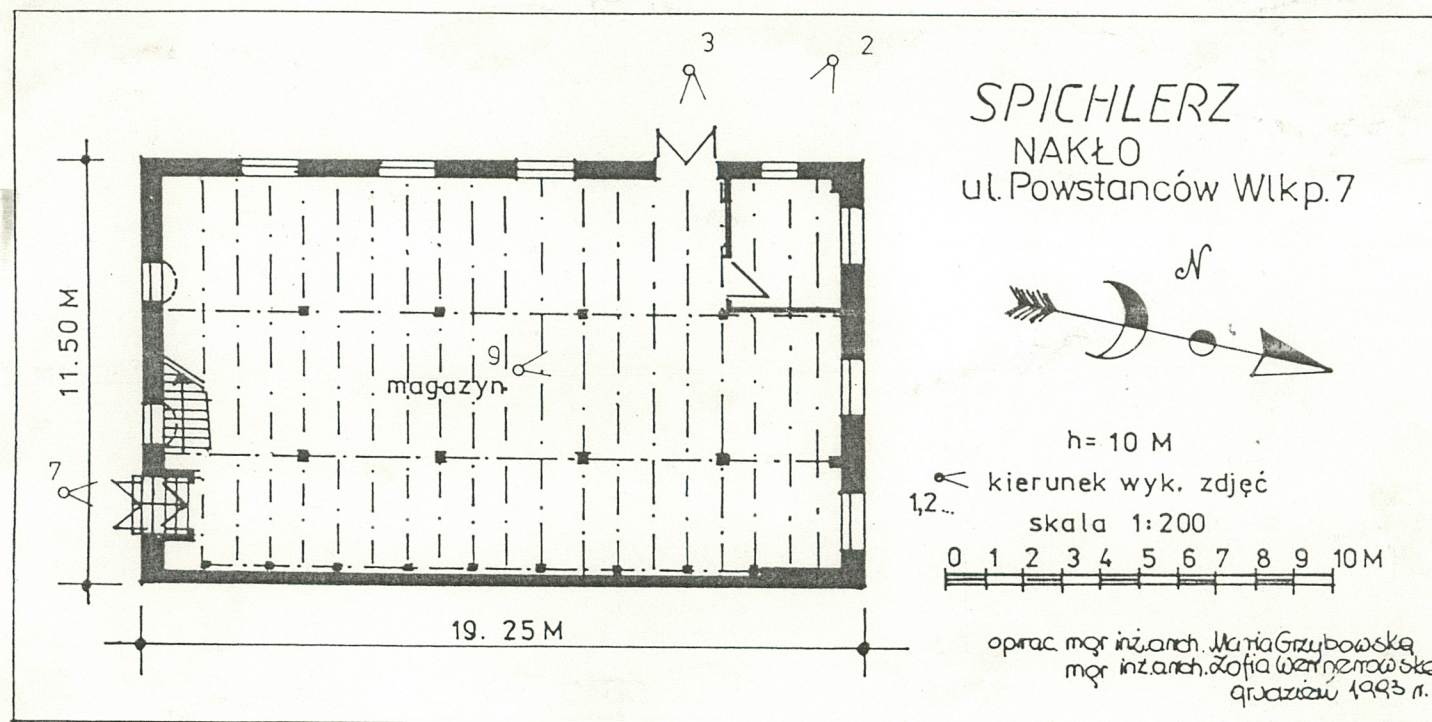 3
2
SPICHLERZ
NAKŁO
ul. Powstańców Wlkp. 7
N
11.50 M
9
magazyn
7
h= 10 M
kierunek wyk. zdjęć
1,2...
skala 1:200
0 1 2 3 4 5 6 7 8 9 10 M
19. 25 M
oprac mgr inż.arch. Maria Grzybowska
mgr inż.arch. Zofia Wernerowska
grudzień 1993 r.